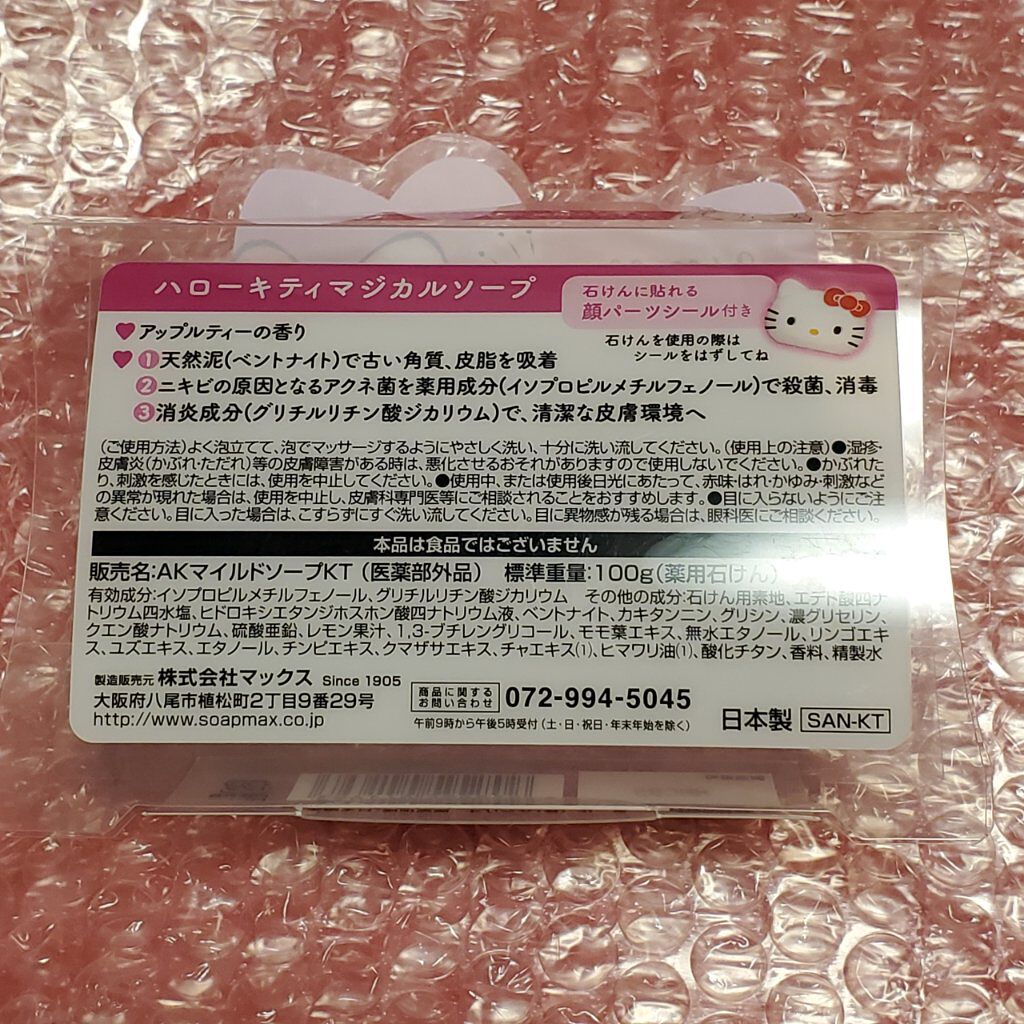 ハローキティマジカルソープ
石けんに貼れる
顔パーツシール付き
石けんを使用の際は
シールをはずしてね
♥アップルティーの香り
♥①天然泥(ベントナイト)で古い角質、皮脂を吸着
②ニキビの原因となるアクネ菌を薬用成分(イソプロピルメチルフェノール)で殺菌、消毒
③消炎成分(グリチルリチン酸ジカリウム)で、清潔な皮膚環境へ
(ご使用方法)よく泡立てて、泡でマッサージするようにやさしく洗い、十分に洗い流してください。(使用上の注意)●湿疹・
皮膚炎(かぶれ・ただれ)等の皮膚障害がある時は、悪化させるおそれがありますので使用しないでください。●かぶれた
り、刺激を感じたときには、使用を中止してください。●使用中、または使用後日光にあたって、赤味・はれ・かゆみ・刺激など
の異常が現れた場合は、使用を中止し、皮膚科専門医等にご相談されることをおすすめします。●目に入らないようにご注
意ください。目に入った場合は、こすらずにすぐ洗い流してください。目に異物感が残る場合は、眼科医にご相談ください。
本品は食品ではございません
販売名:AKマイルドソープKT(医薬部外品) 標準重量:100g(薬用石けん)
有効成分:イソプロピルメチルフェノール、グリチルリチン酸ジカリウム その他の成分:石けん用素地、エデト酸四ナ
トリウム四水塩、ヒドロキシエタンジホスホン酸四ナトリウム液、ベントナイト、カキタンニン、グリシン、濃グリセリン、
クエン酸ナトリウム、硫酸亜鉛、レモン果汁、1,3-ブチレングリコール、モモ葉エキス、無水エタノール、リンゴエキ
ス、ユズエキス、エタノール、チンピエキス、クマザサエキス、チャエキス(1)、ヒマワリ油(1)、酸化チタン、香料、精製水
製造販売元 株式会社マックス Since 1905
大阪府八尾市植松町2丁目9番29号
http://www.soapmax.co.jp
商品に関する
お問い合わせ
072-994-5045
午前9時から午後5時受付(土・日・祝日・年末年始を除く)
日本製 SAN-KT